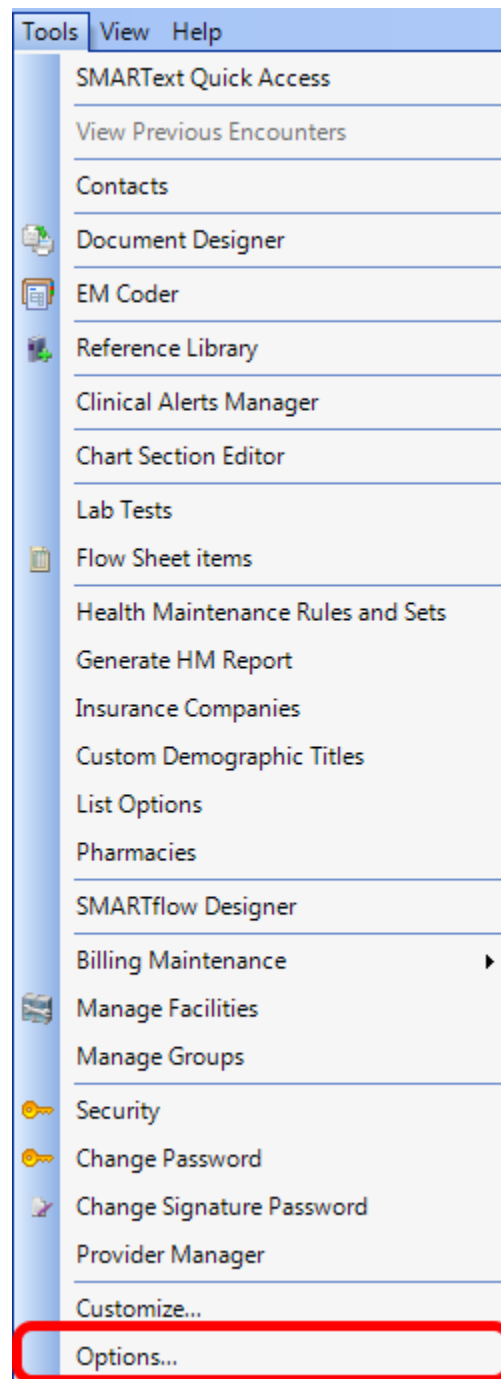 Tools View Help
SMARText Quick Access
View Previous Encounters
Contacts
Document Designer
EM Coder
Reference Library
Clinical Alerts Manager
Chart Section Editor
Lab Tests
Flow Sheet items
Health Maintenance Rules and Sets
Generate HM Report
Insurance Companies
Custom Demographic Titles
List Options
Pharmacies
SMARTflow Designer
Billing Maintenance
Manage Facilities
Manage Groups
Security
Change Password
Change Signature Password
Provider Manager
Customize...
Options...